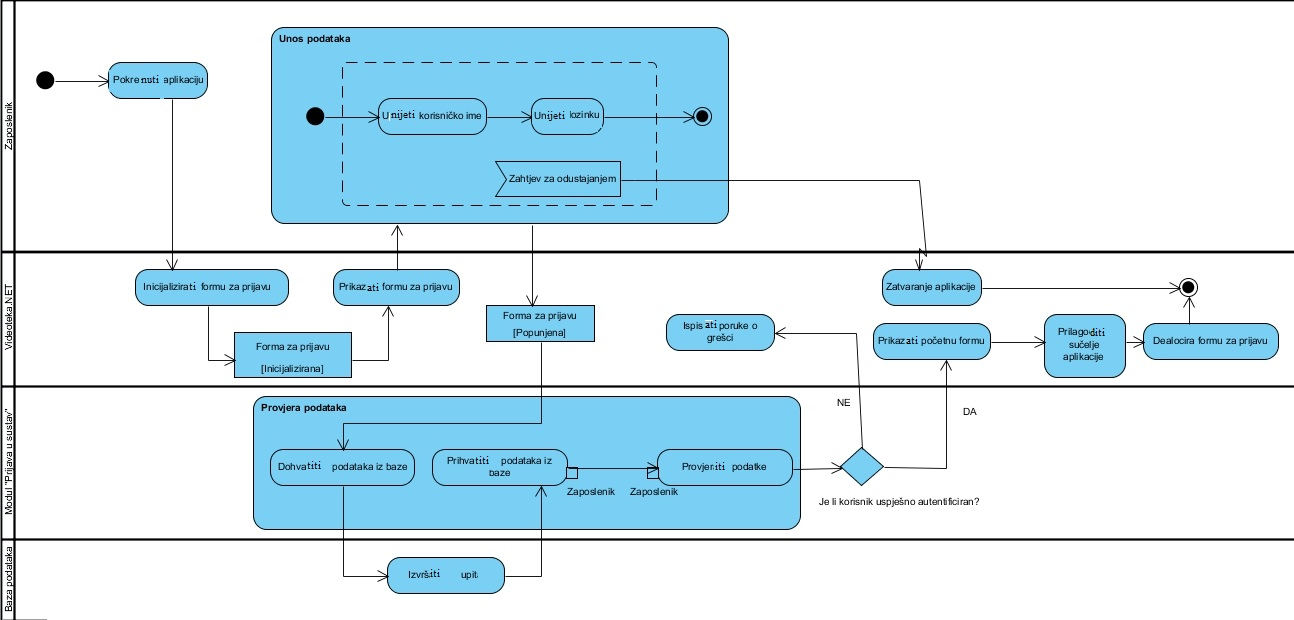 Zaposlenik
Unos podataka
Pokrenuti aplikaciju
Unijeti korisničko ime
Unijeti lozinku
Zahtjev za odustajanjem
Videoteka.NET
Inicijalizirati formu za prijavu
Prikazati formu za prijavu
Zatvaranje aplikacije
Forma za prijavu
[Popunjena]
Ispisati poruke o
grešci
Prikazati početnu formu
Prilagoditi
sučelje
aplikacije
Dealocira formu za prijavu
Forma za prijavu
[Inicijalizirana]
Modul "Prijava u sustav"
Provjera podataka
NE
DA
Dohvatiti podataka iz baze
Prihvatiti podataka iz
baze
Provjeriti podatke
Zaposlenik
Zaposlenik
Je li korisnik uspješno autentificiran?
Baza podataka
Izvršiti upit